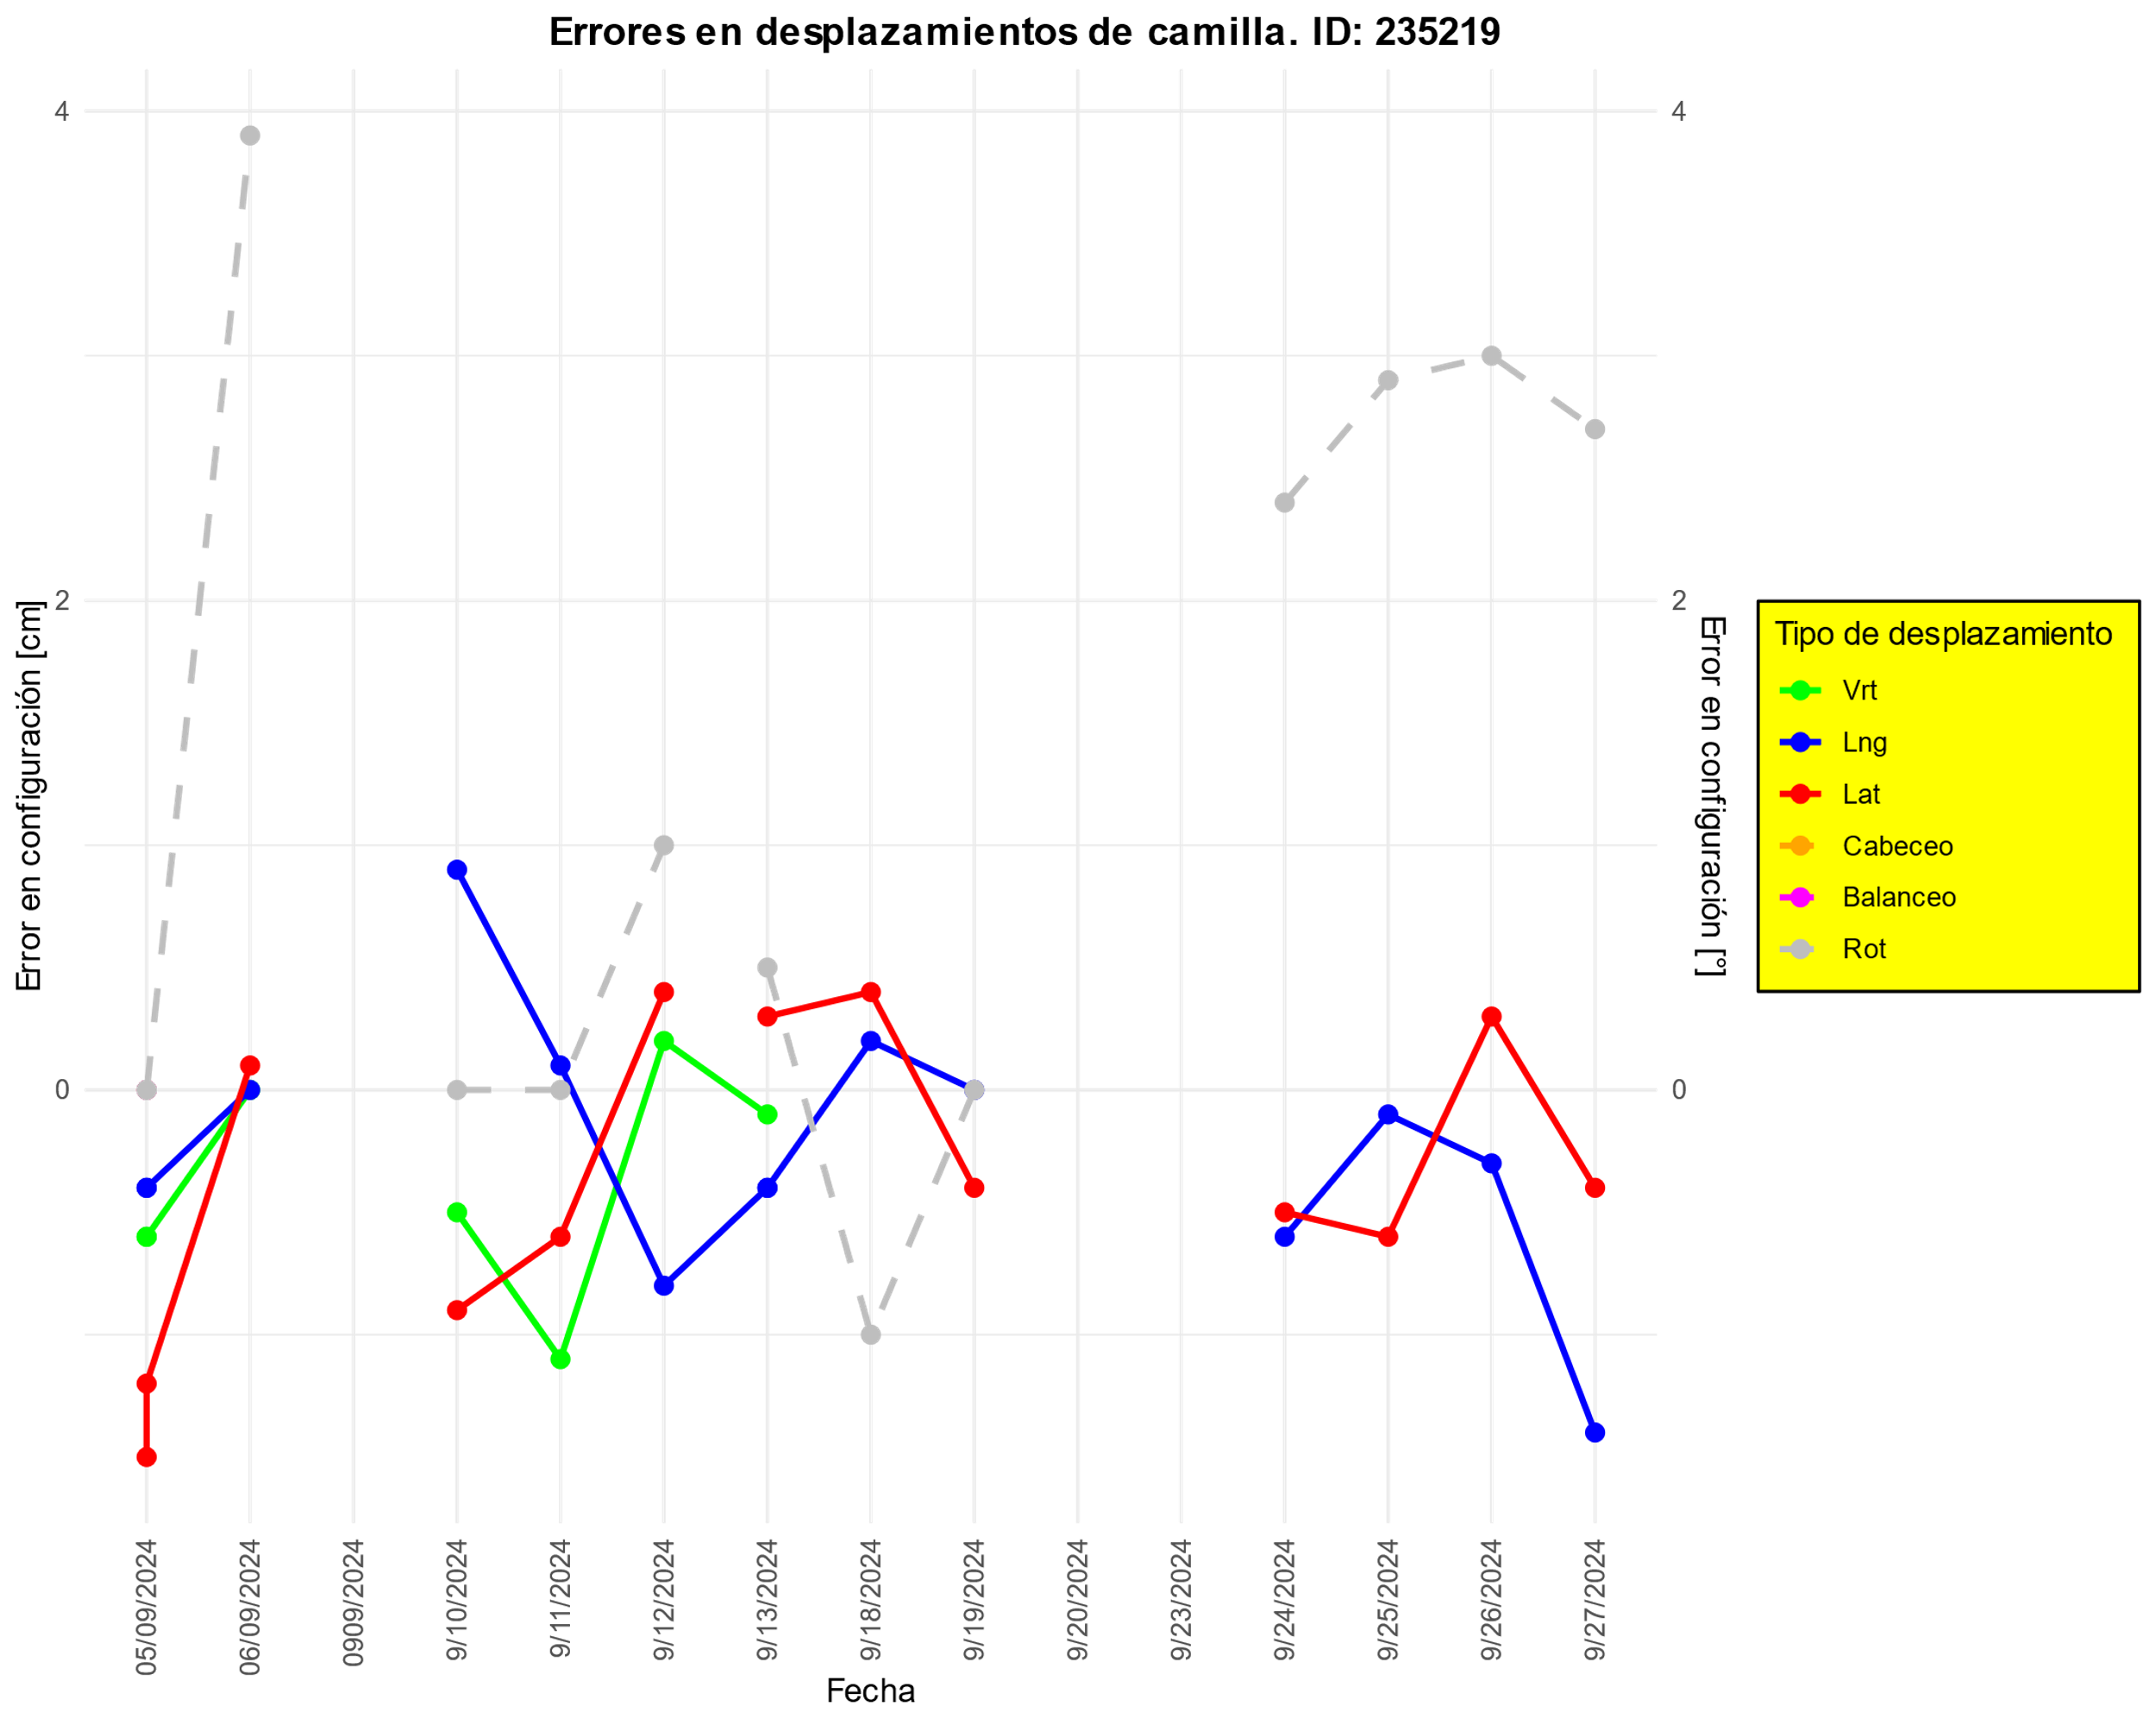 Errores en desplazamientos de camilla. ID: 235219
Error en configuración [cm]
4
2
0
4
2
0
Error en configuración [°]
05/09/2024
06/09/2024
0909/2024
9/10/2024
9/11/2024
9/12/2024
9/13/2024
9/18/2024
9/19/2024
9/20/2024
9/23/2024
9/24/2024
9/25/2024
9/26/2024
9/27/2024
Fecha
Tipo de desplazamiento
Vrt
Lng
Lat
Cabeceo
Balanceo
Rot